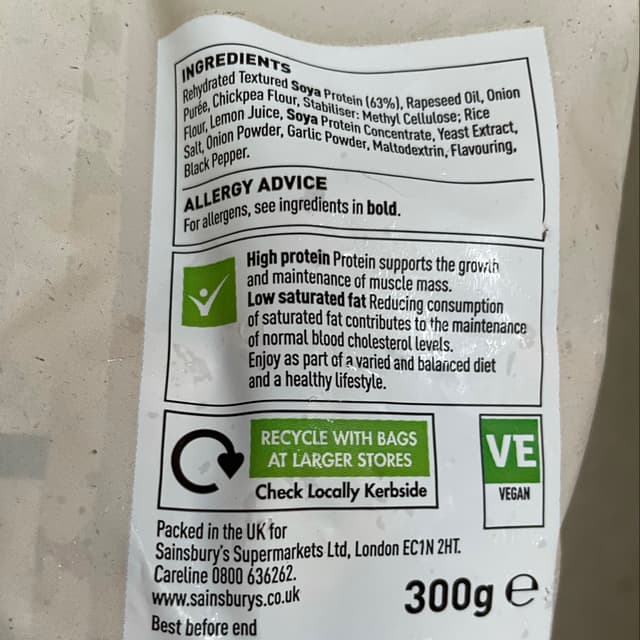 INGREDIENTS
Rehydrated Textured Soya Protein (63%), Rapeseed Oil, Onion
Purée, Chickpea Flour, Stabiliser: Methyl Cellulose; Rice
Flour, Lemon Juice, Soya Protein Concentrate, Yeast Extract,
Salt, Onion Powder, Garlic Powder, Maltodextrin, Flavouring,
Black Pepper.
ALLERGY ADVICE
For allergens, see ingredients in bold.
High protein Protein supports the growth
and maintenance of muscle mass.
Low saturated fat Reducing consumption
of saturated fat contributes to the maintenance
of normal blood cholesterol levels.
Enjoy as part of a varied and balanced diet
and a healthy lifestyle.
RECYCLE WITH BAGS
AT LARGER STORES
Check Locally Kerbside
VE
VEGAN
Packed in the UK for
Sainsbury's Supermarkets Ltd, London EC1N 2HT.
Careline 0800 636262.
www.sainsburys.co.uk
300g ℮
Best before end